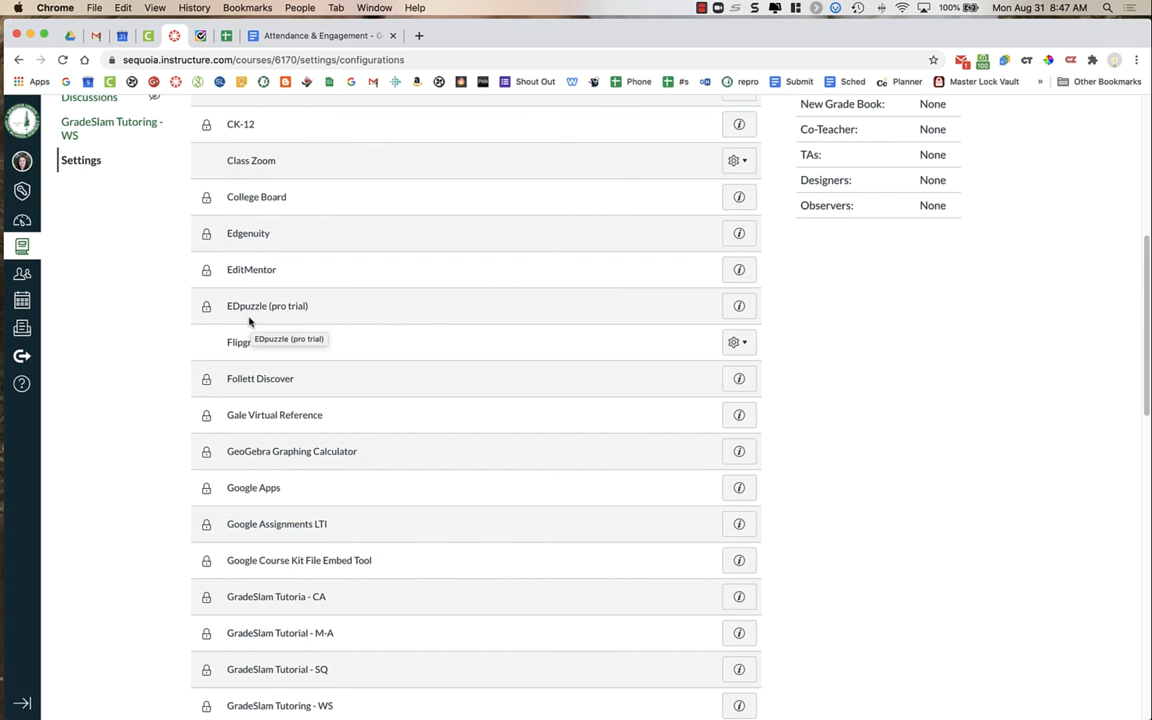 Chrome File Edit View History Bookmarks People Tab Window Help 100% Mon Aug 31 8:47 AM
Attendance & Engagement - G
sequoia.instructure.com/courses/6170/settings/configurations
Apps Shout Out Phone #s repro Submit Sched Planner Master Lock Vault » Other Bookmarks
Discussions
GradeSlam Tutoring -
WS
Settings
CK-12
Class Zoom
College Board
Edgenuity
EditMentor
EDpuzzle (pro trial)
EDpuzzle (pro trial)
Follett Discover
Gale Virtual Reference
GeoGebra Graphing Calculator
Google Apps
Google Assignments LTI
Google Course Kit File Embed Tool
GradeSlam Tutoria - CA
GradeSlam Tutorial - M-A
GradeSlam Tutorial - SQ
GradeSlam Tutoring - WS
New Grade Book: None
Co-Teacher: None
TAs: None
Designers: None
Observers: None